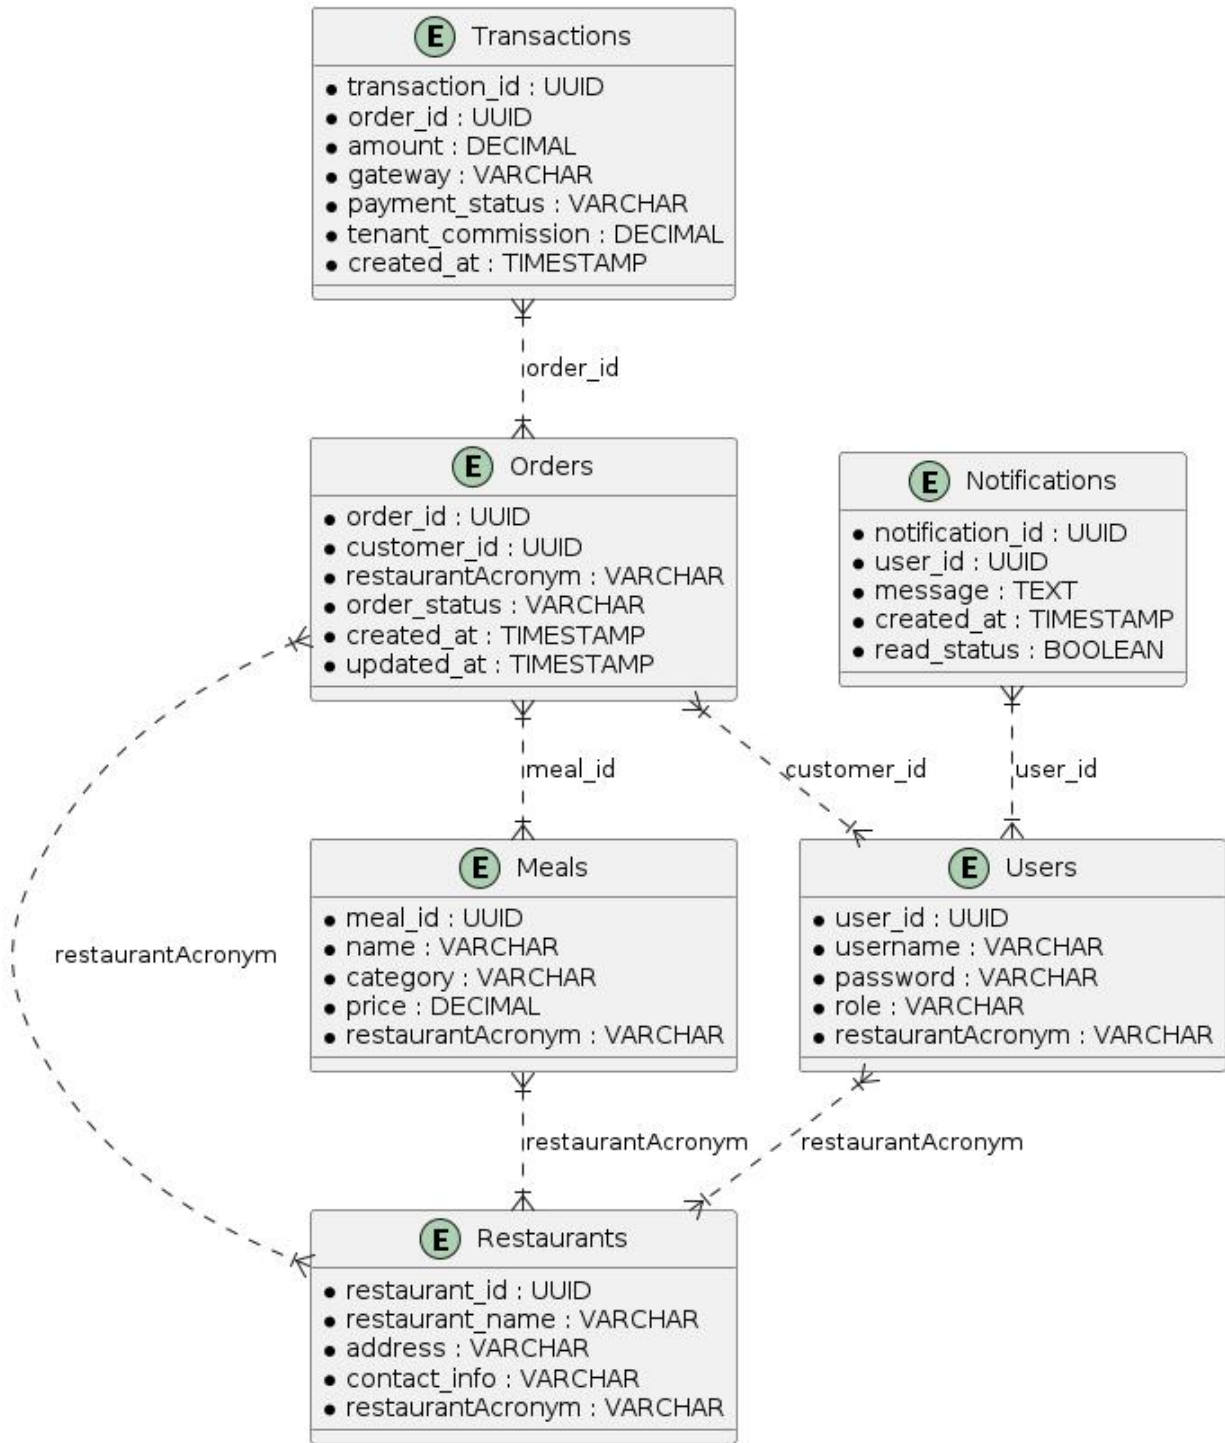 E Transactions
transaction_id : UUID
order_id : UUID
amount : DECIMAL
gateway : VARCHAR
payment_status : VARCHAR
tenant_commission : DECIMAL
created_at : TIMESTAMP
order_id
E Orders
order_id : UUID
customer_id : UUID
restaurantAcronym : VARCHAR
order_status : VARCHAR
created_at : TIMESTAMP
updated_at : TIMESTAMP
E Notifications
notification_id : UUID
user_id : UUID
message : TEXT
created_at : TIMESTAMP
read_status : BOOLEAN
meal_id
customer_id
user_id
E Meals
meal_id : UUID
name : VARCHAR
category : VARCHAR
price : DECIMAL
restaurantAcronym : VARCHAR
E Users
user_id : UUID
username : VARCHAR
password : VARCHAR
role : VARCHAR
restaurantAcronym : VARCHAR
restaurantAcronym
restaurantAcronym
restaurantAcronym
E Restaurants
restaurant_id : UUID
restaurant_name : VARCHAR
address : VARCHAR
contact_info : VARCHAR
restaurantAcronym : VARCHAR